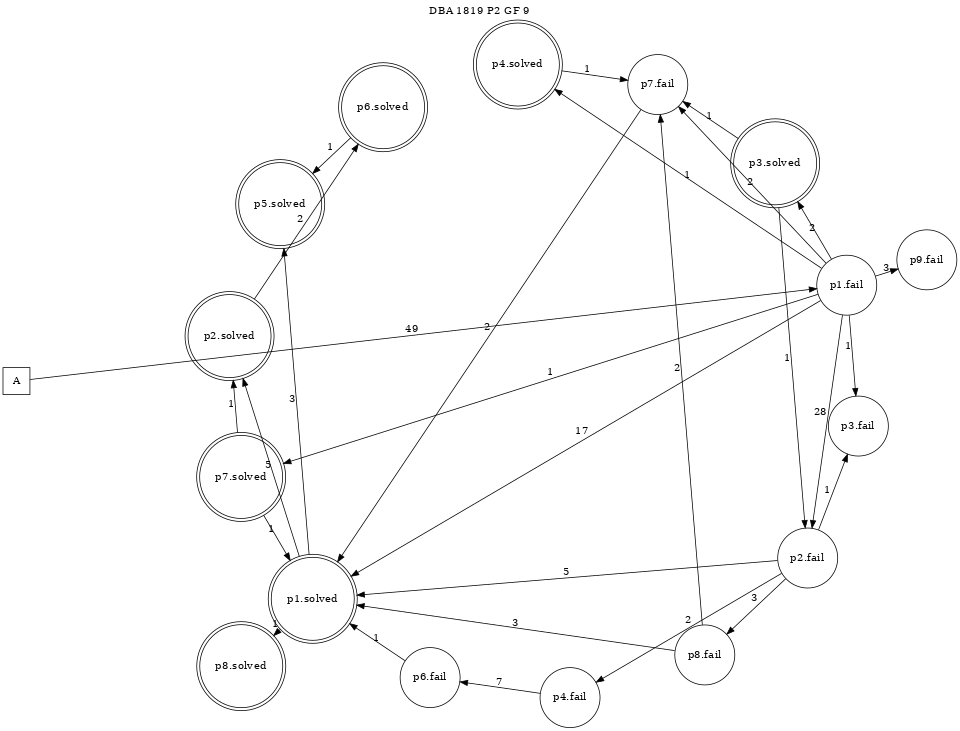 DBA 1819 P2 GF 9
p4.solved
1
p7.fail
p6.solved
1
1
p3.solved
1
2
p5.solved
2
2
p9.fail
3
p1.fail
49
2
p2.solved
1
1
2
1
A
3
1
28
p3.fail
17
5
p7.solved
1
1
p2.fail
5
3
p1.solved
1
3
2
1
p8.fail
p8.solved
p6.fail
7
p4.fail